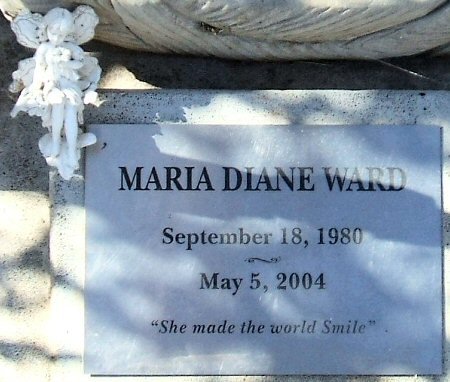 MARIA DIANE WARD
September 18, 1980
May 5, 2004
"She made the world Smile"